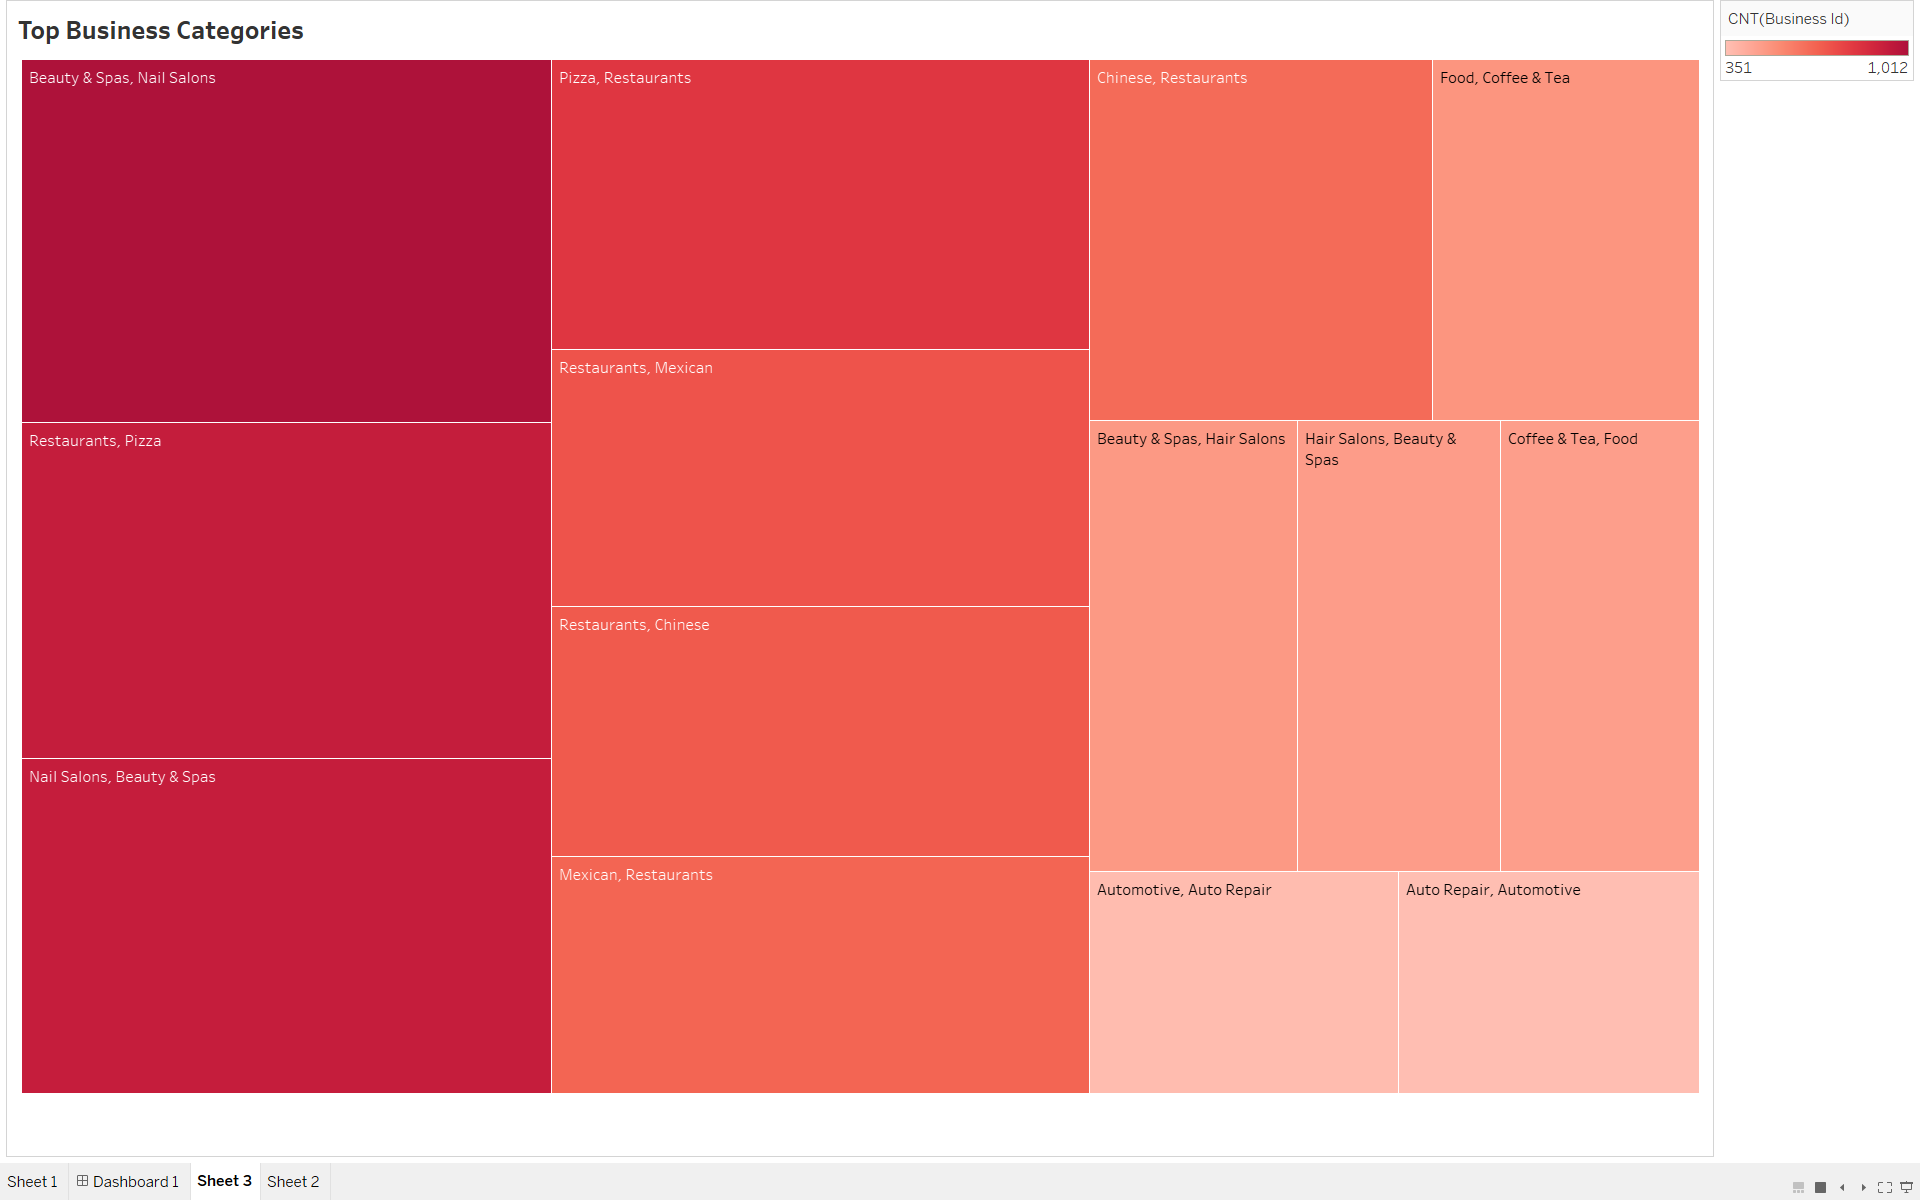 Top Business Categories
CNT(Business Id)
351 1,012
Beauty & Spas, Nail Salons
Restaurants, Pizza
Nail Salons, Beauty & Spas
Pizza, Restaurants
Restaurants, Mexican
Restaurants, Chinese
Mexican, Restaurants
Chinese, Restaurants
Food, Coffee & Tea
Beauty & Spas, Hair Salons
Hair Salons, Beauty &
Spas
Coffee & Tea, Food
Automotive, Auto Repair
Auto Repair, Automotive
Sheet 1 Dashboard 1 Sheet 3 Sheet 2